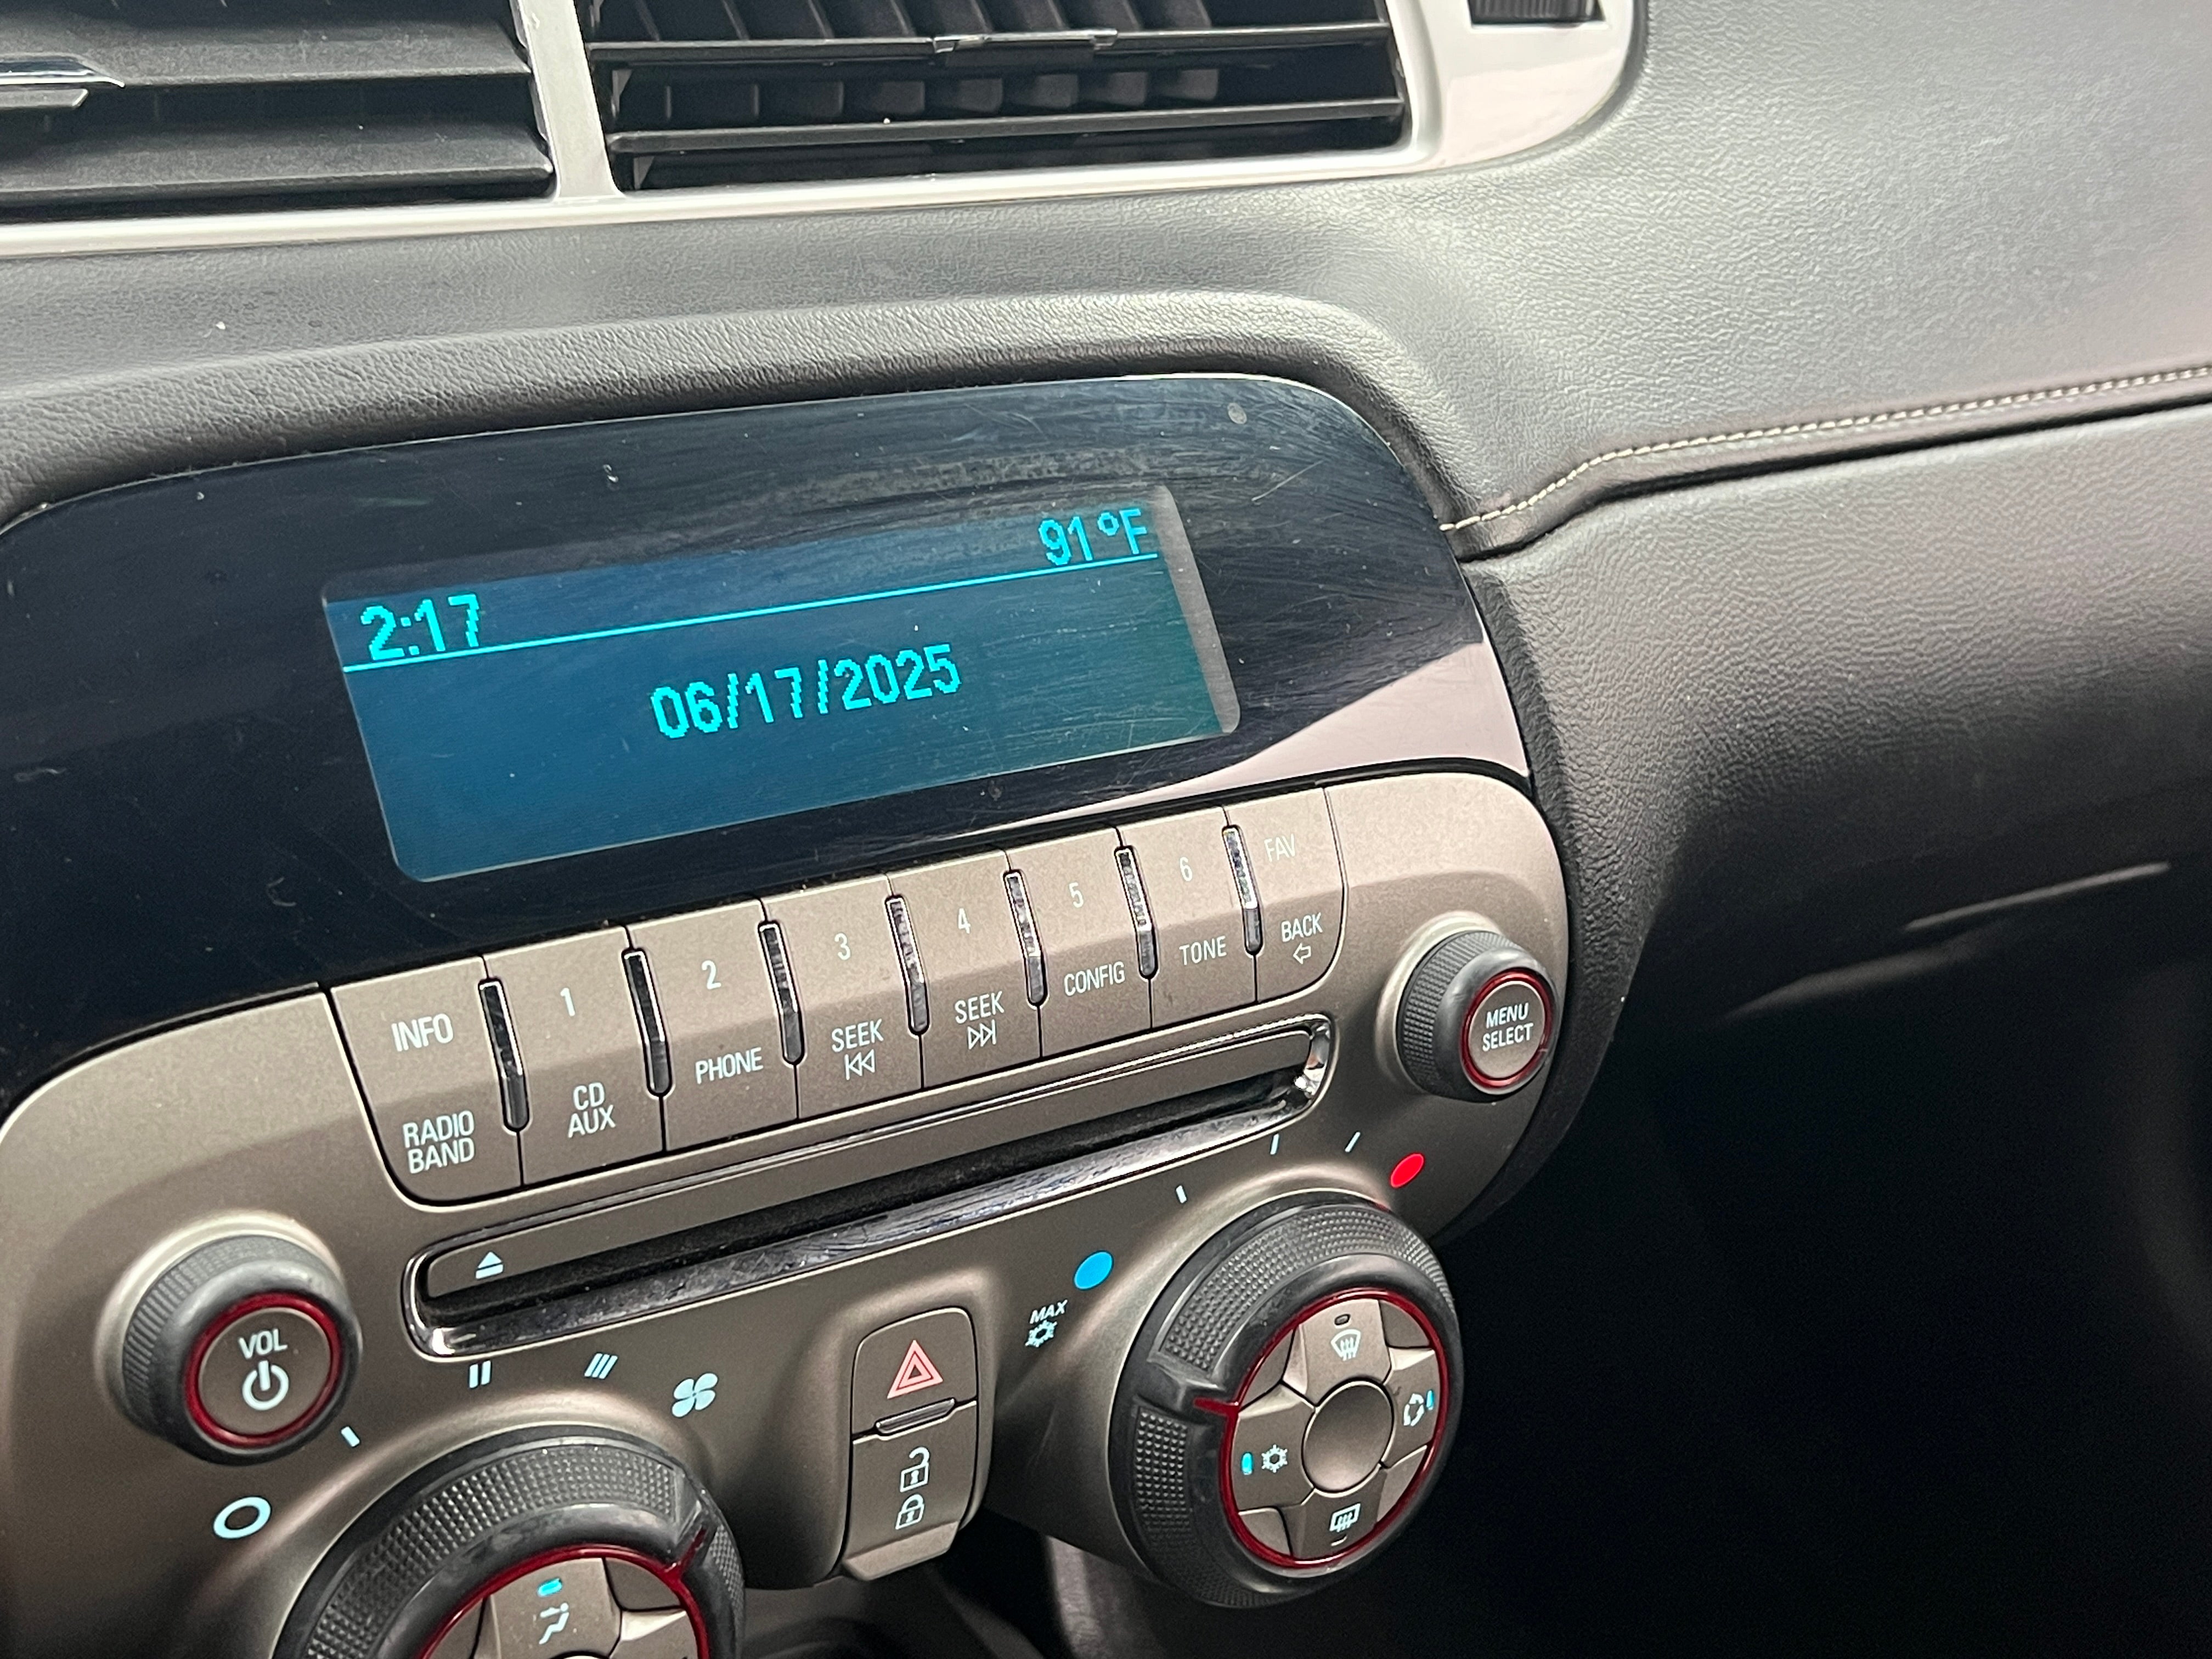 91°F
2:17
06/17/2025
INFO
1
2
3
4
5
6
FAV
RADIO
BAND
CD
AUX
PHONE
SEEK
SEEK
CONFIG
TONE
BACK
MENU
SELECT
VOL
MAX